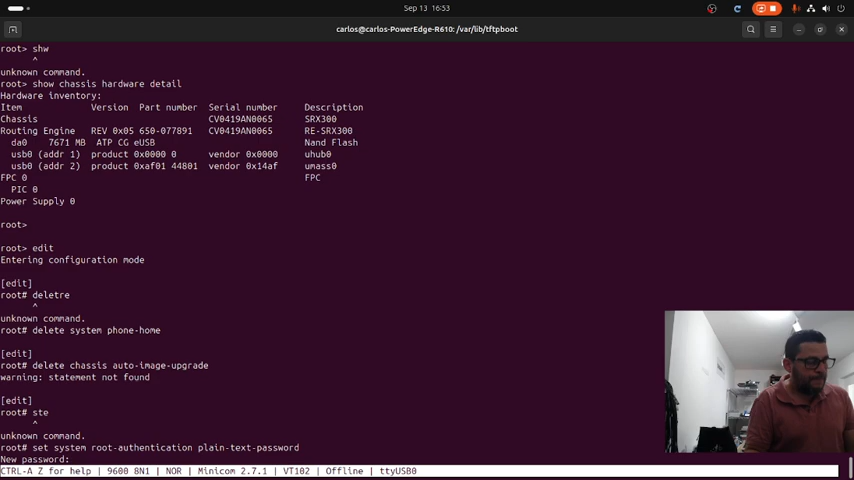 Sep 13 16:53
carlos@carlos-PowerEdge-R610: /var/lib/tftpboot
root> shw
^
unknown command.
root> show chassis hardware detail
Hardware inventory:
Item Version Part number Serial number Description
Chassis CV0419AN0065 SRX300
Routing Engine REV 0x05 650-077891 CV0419AN0065 RE-SRX300
da0 7671 MB ATP CG eUSB Nand Flash
usb0 (addr 1) product 0x0000 0 vendor 0x0000 uhub0
usb0 (addr 2) product 0xaf01 44801 vendor 0x14af umass0
FPC 0 FPC
PIC 0
Power Supply 0
root>
root> edit
Entering configuration mode
[edit]
root# deletre
^
unknown command.
root# delete system phone-home
[edit]
root# delete chassis auto-image-upgrade
warning: statement not found
[edit]
root# ste
^
unknown command.
root# set system root-authentication plain-text-password
New password:
CTRL-A Z for help | 9600 8N1 | NOR | Minicom 2.7.1 | VT102 | Offline | ttyUSB0